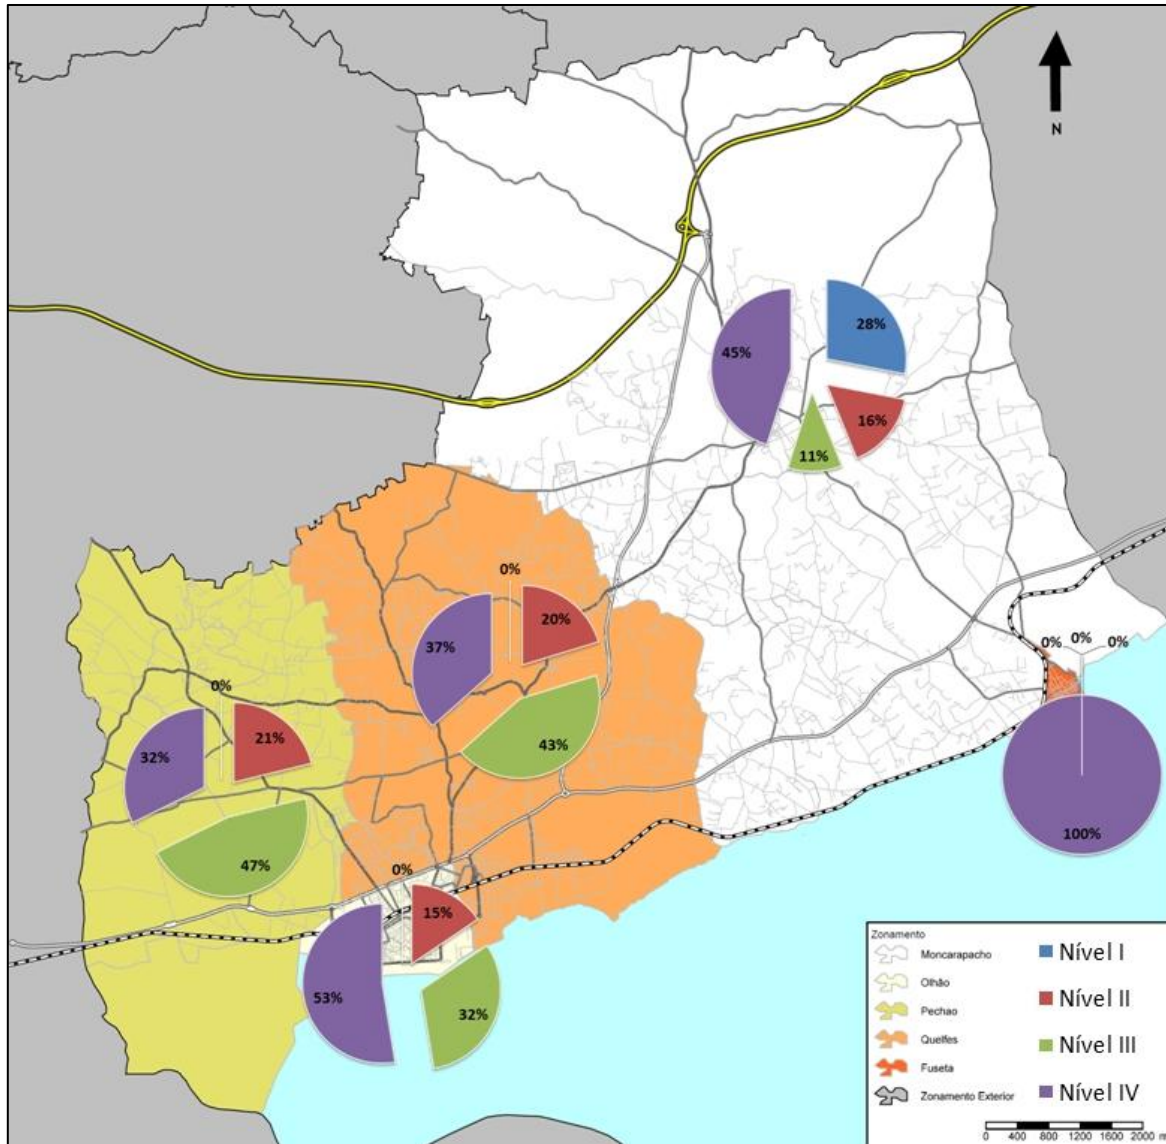 N
28%
45%
16%
11%
0%
20%
37%
43%
0% 0% 0%
100%
0%
21%
32%
47%
0%
15%
53%
32%
Zonamento
Moncarapacho
Olhão
Pechao
Quelfes
Fuseta
Zonamento Exterior
Nível I
Nível II
Nível III
Nível IV
0 400 800 1200 1600 2000 m